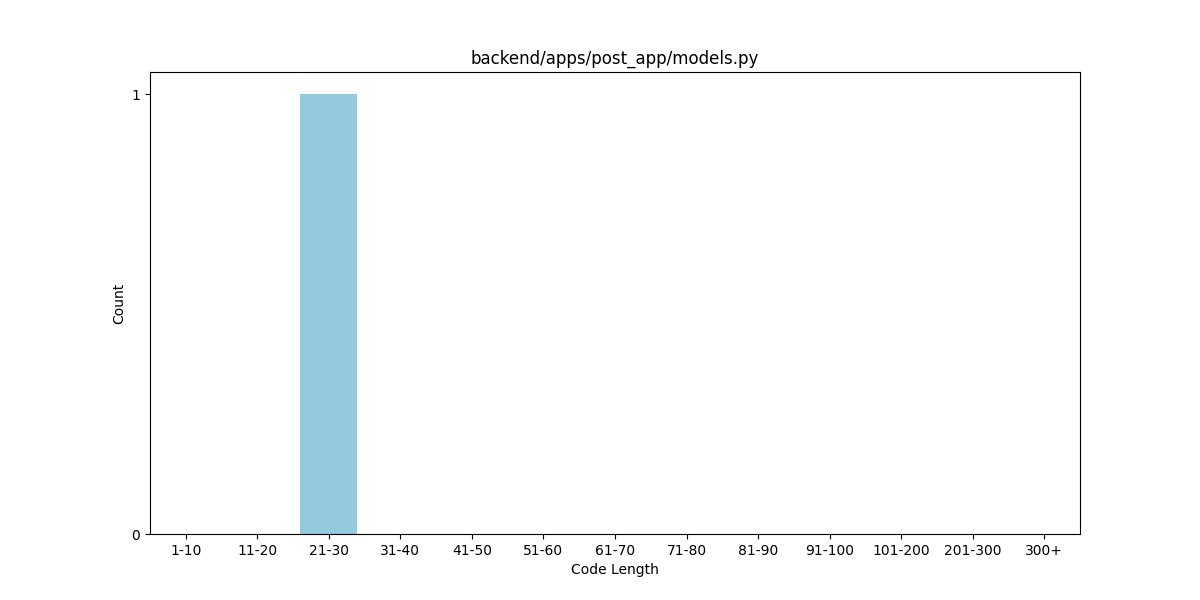 backend/apps/post_app/models.py
1
Count
0
1-10 11-20 21-30 31-40 41-50 51-60 61-70 71-80 81-90 91-100 101-200 201-300 300+
Code Length